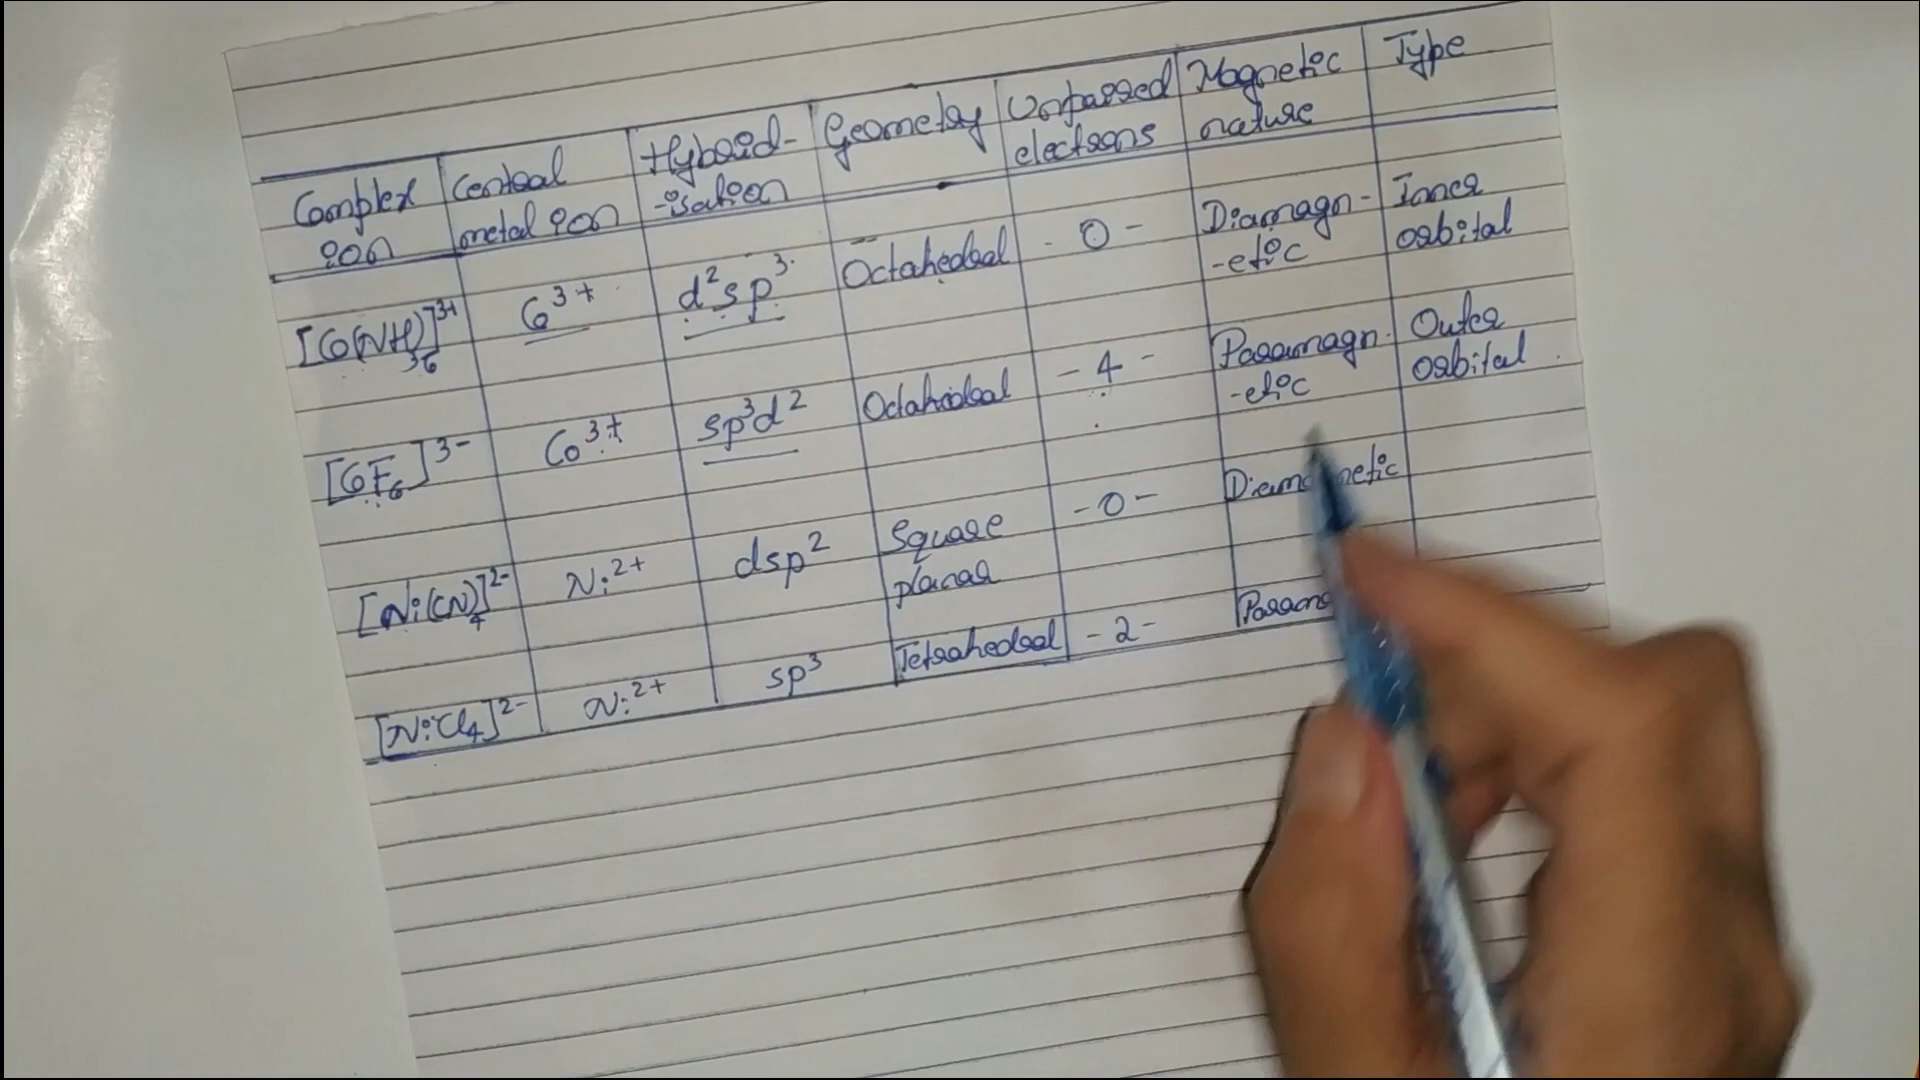 Complex ion | Central metal ion | Hybrid-isation | Geometry | Unpaired electrons | Magnetic nature | Type
[Co(NH3)6]3+ | Co3+ | d2sp3 | Octahedral | -0- | Diamagn-etic | Inner orbital
[CoF6]3- | Co3+ | sp3d2 | Octahedral | -4- | Paramagn-etic | Outer orbital
[Ni(CN)4]2- | Ni2+ | dsp2 | Square planar | -0-
[NiCl4]2- | Ni2+ | sp3 | Tetrahedral | -2-